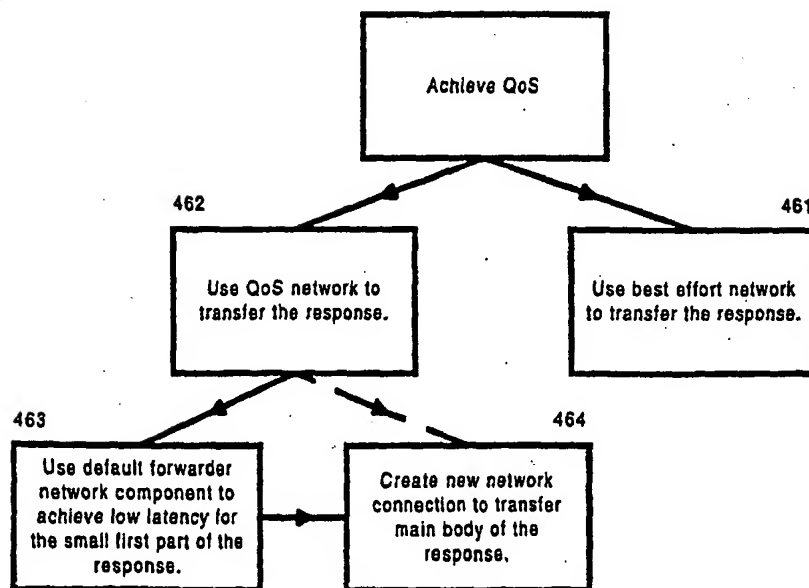 Achieve QoS
462
461
Use QoS network to
transfer the response.
Use best effort network
to transfer the response.
463
464
Use default forwarder
network component to
achieve low latency for
the small first part of the
response.
Create new network
connection to transfer
main body of the
response.